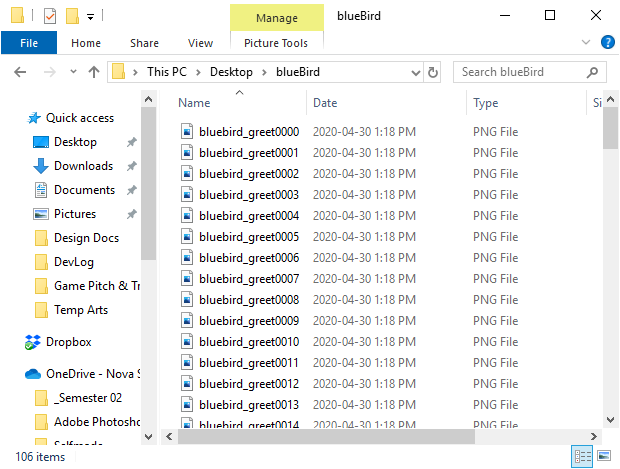 Manage
blueBird
File
Home
Share
View
Picture Tools
This PC
Desktop
blueBird
Search blueBird
Name
Date
Type
Quick access
Desktop
Downloads
Documents
Pictures
Design Docs
DevLog
Game Pitch & Tr
Temp Arts
Dropbox
OneDrive - Nova S
_Semester 02
Adobe Photosho
bluebird_greet0000 2020-04-30 1:18 PM PNG File
bluebird_greet0001 2020-04-30 1:18 PM PNG File
bluebird_greet0002 2020-04-30 1:18 PM PNG File
bluebird_greet0003 2020-04-30 1:18 PM PNG File
bluebird_greet0004 2020-04-30 1:18 PM PNG File
bluebird_greet0005 2020-04-30 1:18 PM PNG File
bluebird_greet0006 2020-04-30 1:18 PM PNG File
bluebird_greet0007 2020-04-30 1:18 PM PNG File
bluebird_greet0008 2020-04-30 1:18 PM PNG File
bluebird_greet0009 2020-04-30 1:18 PM PNG File
bluebird_greet0010 2020-04-30 1:18 PM PNG File
bluebird_greet0011 2020-04-30 1:18 PM PNG File
bluebird_greet0012 2020-04-30 1:18 PM PNG File
bluebird_greet0013 2020-04-30 1:18 PM PNG File
bluebird_greet0014 2020-04-30 1:18 PM PNG File
106 items